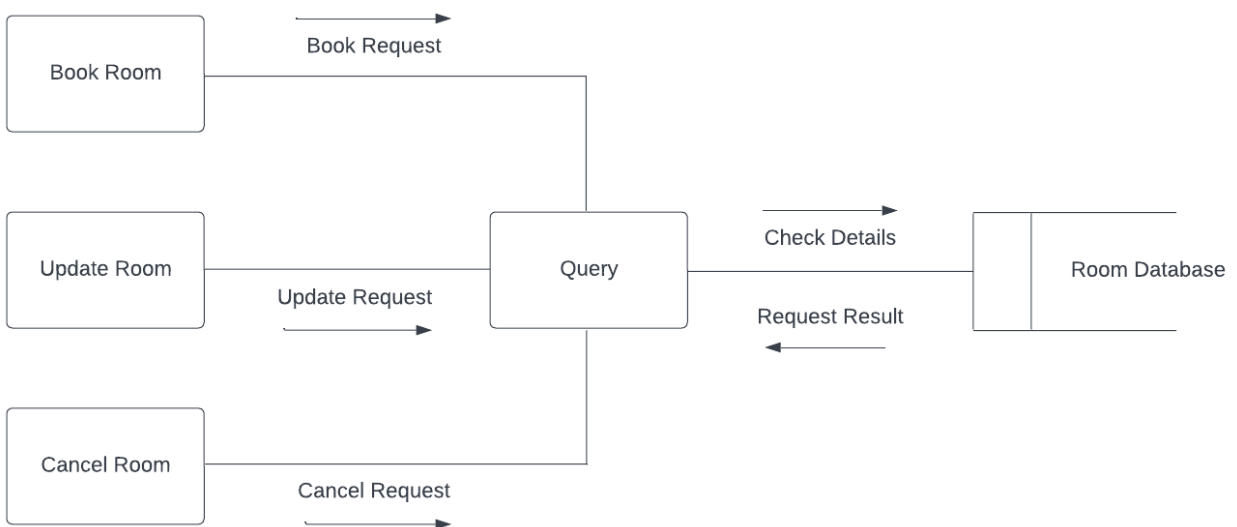 Book Request
Book Room
Check Details
Update Room
Query
Room Database
Update Request
Request Result
Cancel Room
Cancel Request